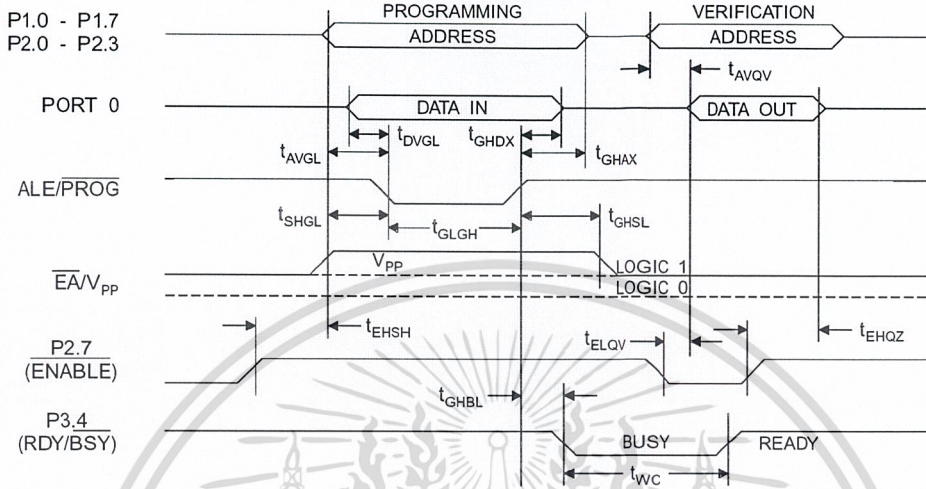 PROGRAMMING
VERIFICATION
P1.0 - P1.7
P2.0 - P2.3
ADDRESS
ADDRESS
tAVQV
PORT 0
DATA IN
DATA OUT
tDVGL
tGHDX
tAVGL
tGHAX
ALE/PROG
tSHGL
tGLGH
tGHSL
VPP
LOGIC 1
EA/VPP
LOGIC 0
tEHSH
tELQV
tEHQZ
P2.7
(ENABLE)
tGHBL
P3.4
(RDY/BSY)
BUSY
READY
tWC